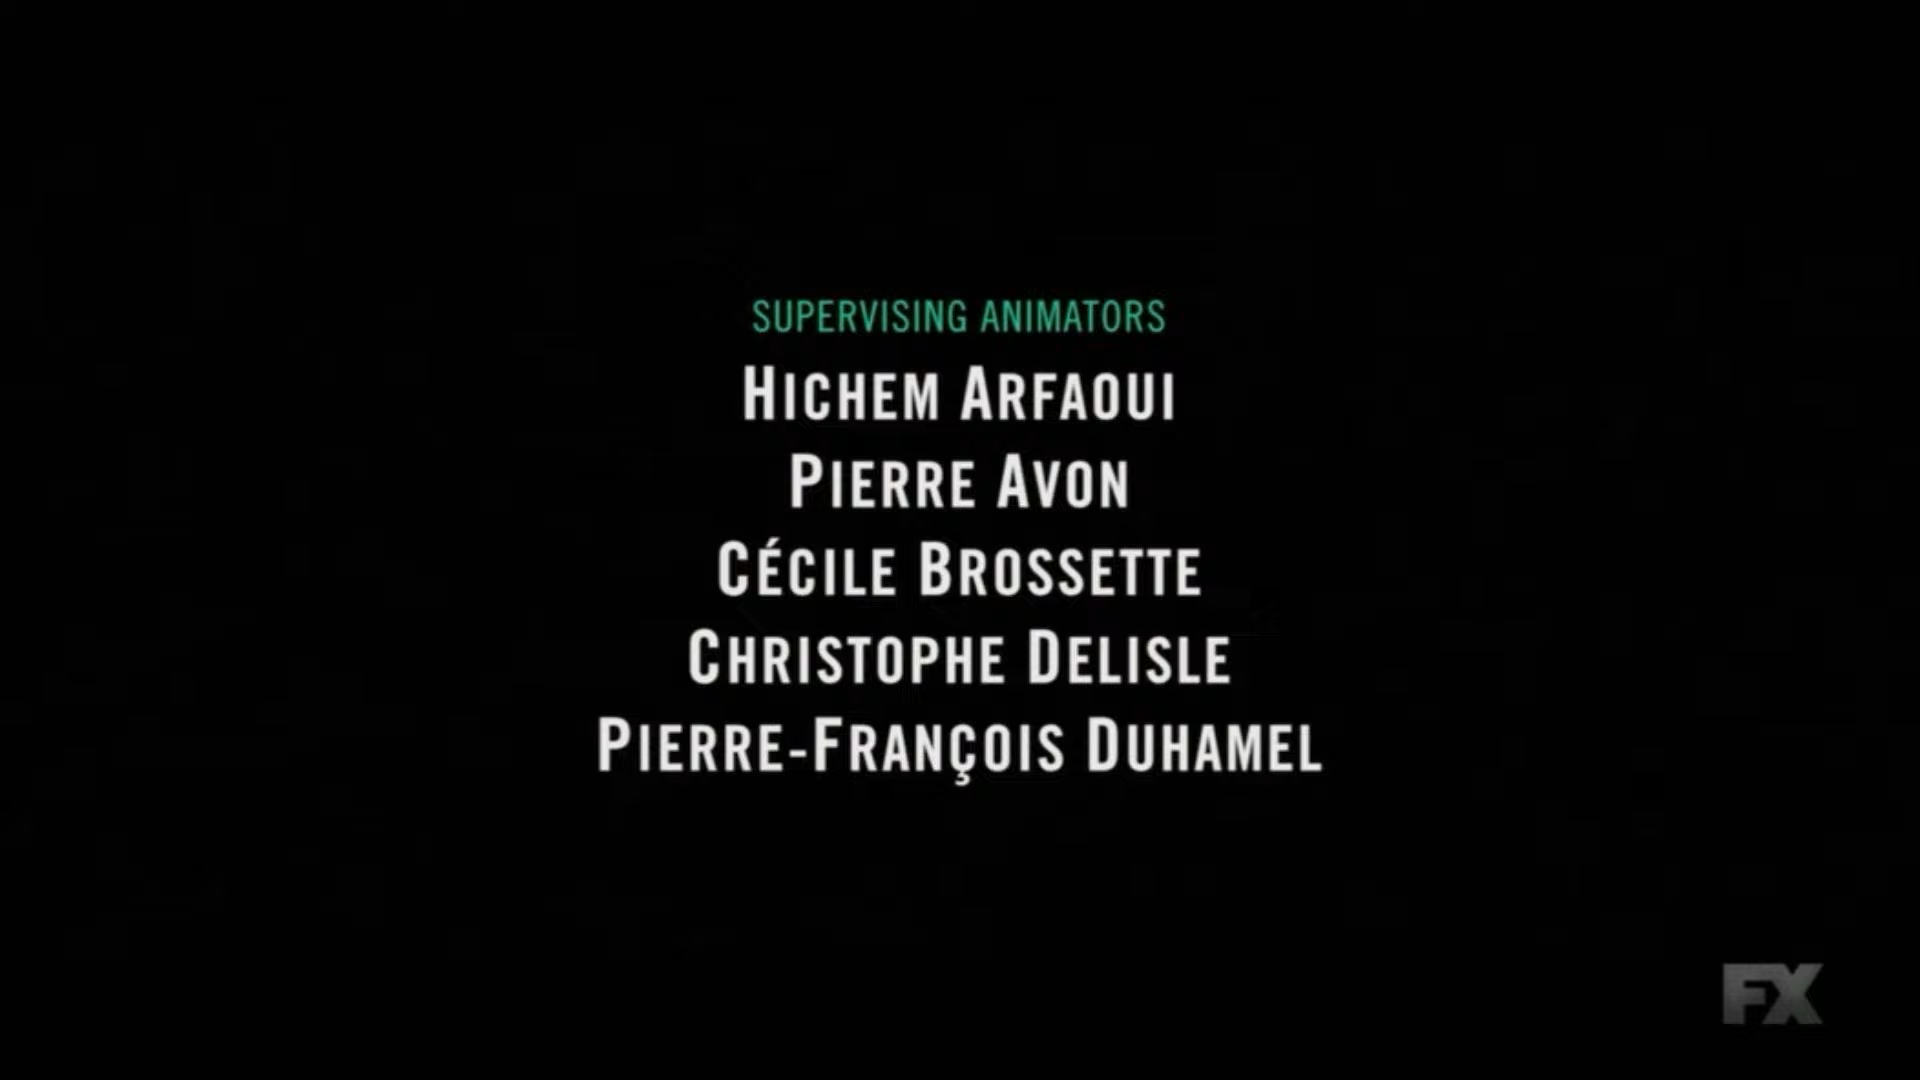 SUPERVISING ANIMATORS
HICHEM ARFAOUI
PIERRE AVON
CÉCILE BROSSETTE
CHRISTOPHE DELISLE
PIERRE-FRANÇOIS DUHAMEL
FX